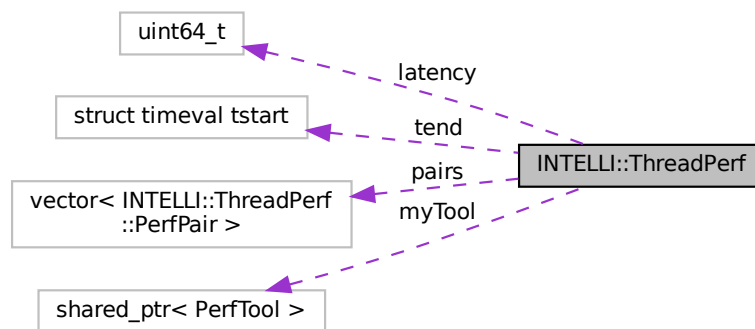 uint64_t
latency
struct timeval tstart
tend
INTELLI::ThreadPerf
pairs
vector< INTELLI::ThreadPerf
::PerfPair >
myTool
shared_ptr< PerfTool >